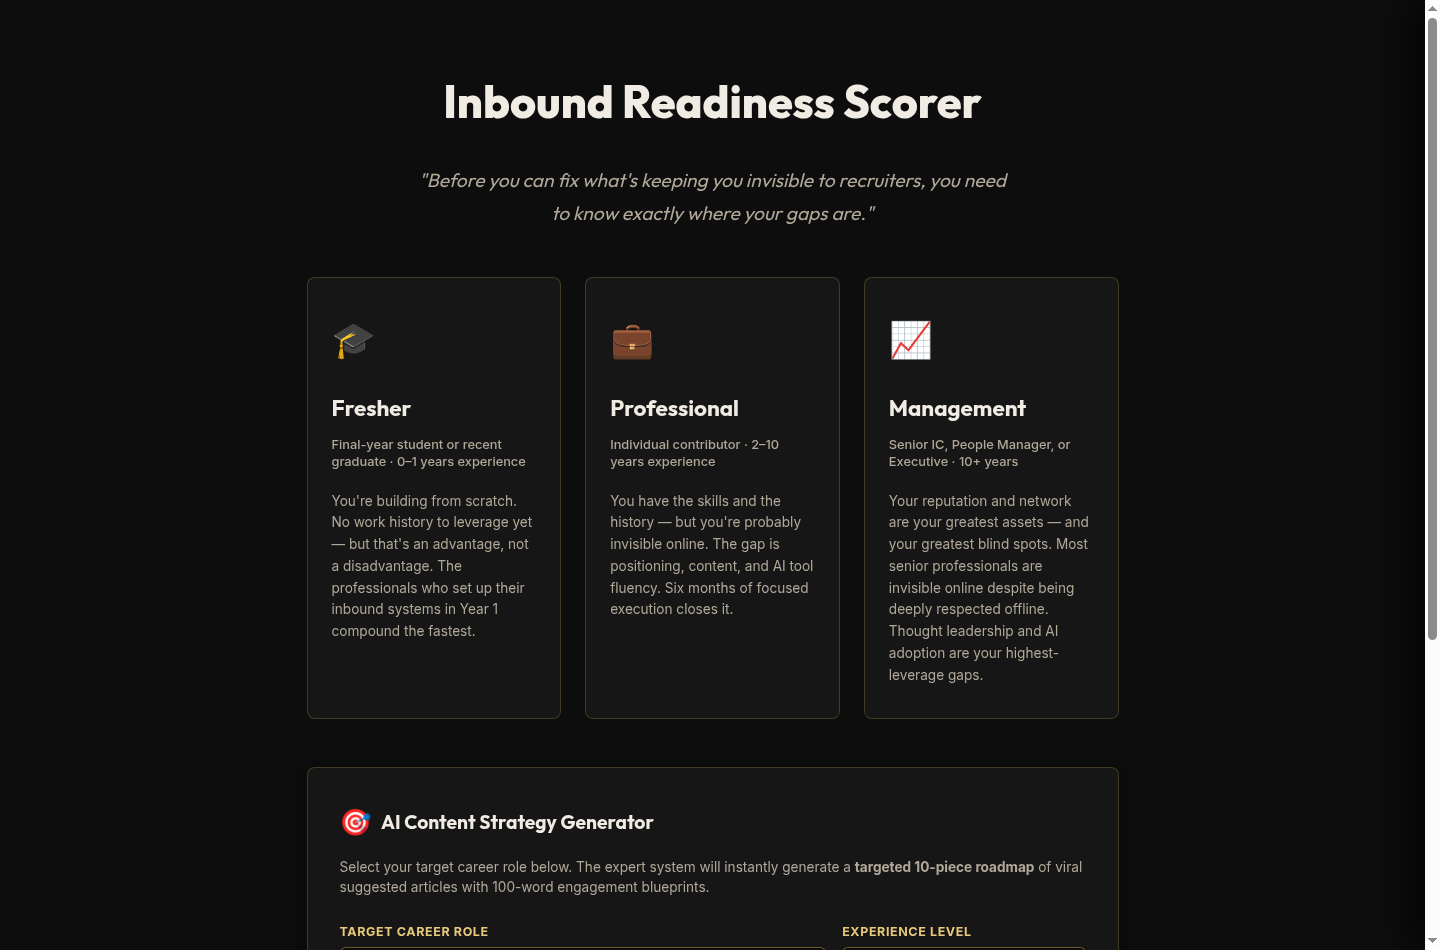 Inbound Readiness Scorer
"Before you can fix what's keeping you invisible to recruiters, you need
to know exactly where your gaps are."
Fresher
Final-year student or recent
graduate · 0–1 years experience
You're building from scratch.
No work history to leverage yet
— but that's an advantage, not
a disadvantage. The
professionals who set up their
inbound systems in Year 1
compound the fastest.
Professional
Individual contributor · 2–10
years experience
You have the skills and the
history — but you're probably
invisible online. The gap is
positioning, content, and AI tool
fluency. Six months of focused
execution closes it.
Management
Senior IC, People Manager, or
Executive · 10+ years
Your reputation and network
are your greatest assets — and
your greatest blind spots. Most
senior professionals are
invisible online despite being
deeply respected offline.
Thought leadership and AI
adoption are your highest-
leverage gaps.
AI Content Strategy Generator
Select your target career role below. The expert system will instantly generate a targeted 10-piece roadmap of viral
suggested articles with 100-word engagement blueprints.
TARGET CAREER ROLE
EXPERIENCE LEVEL